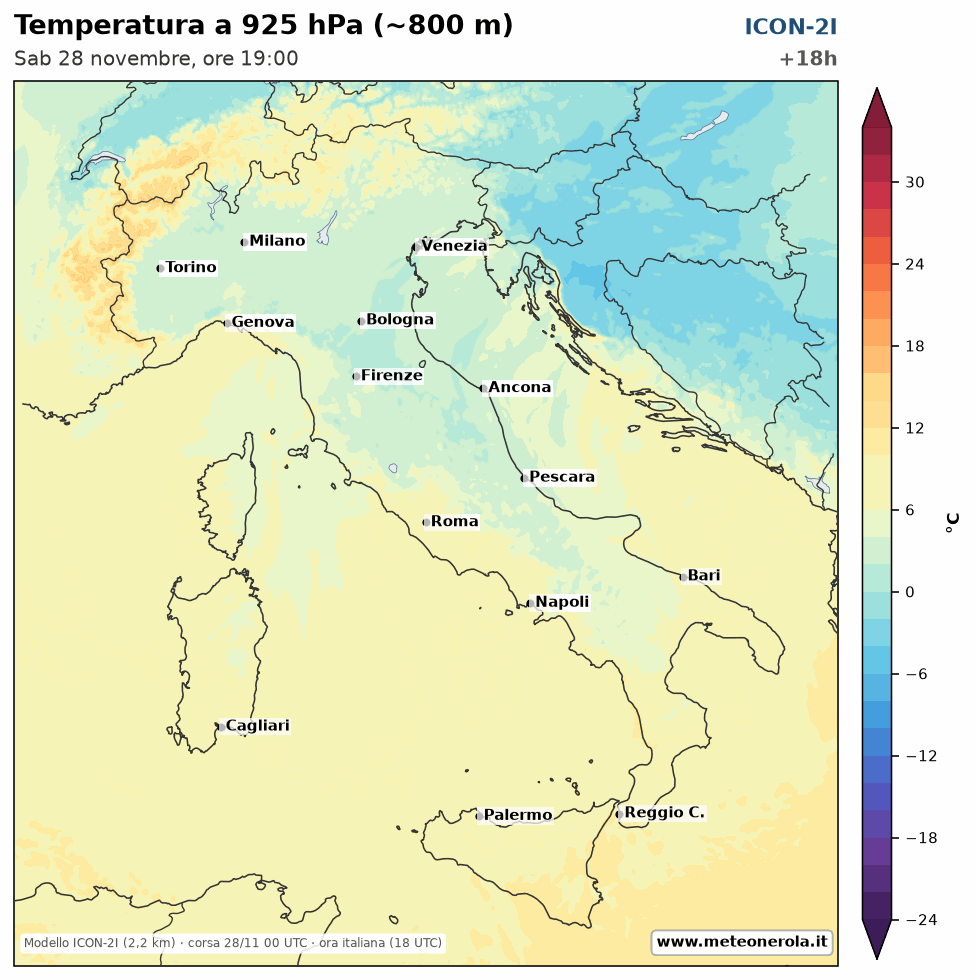 Temperatura a 925 hPa (~800 m)
ICON-2I
Sab 28 novembre, ore 19:00
+18h
Milano
Venezia
Torino
Genova
Bologna
Firenze
Ancona
Pescara
Roma
Bari
Napoli
Cagliari
Palermo
Reggio C.
30
24
18
12
6
0
−6
−12
−18
−24
°C
Modello ICON-2I (2,2 km) · corsa 28/11 00 UTC · ora italiana (18 UTC)
www.meteonerola.it